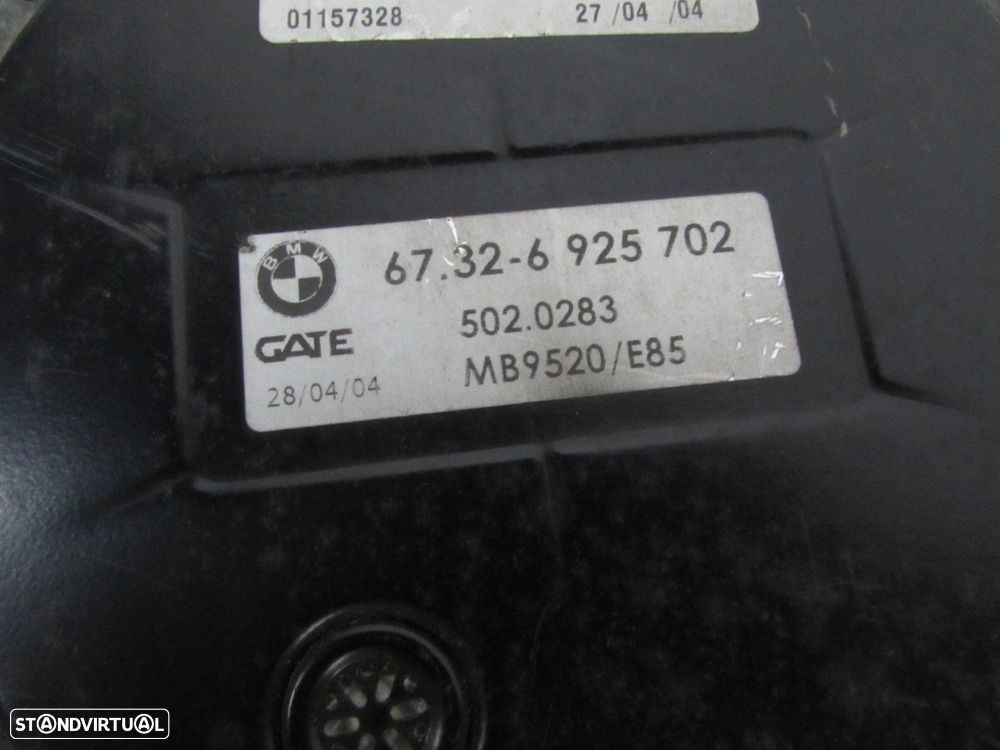 01157328 27 /04 /04
BMW
67.32-6 925 702
GATE
502.0283
28/04/04
MB9520/E85
STANDVIRTUAL